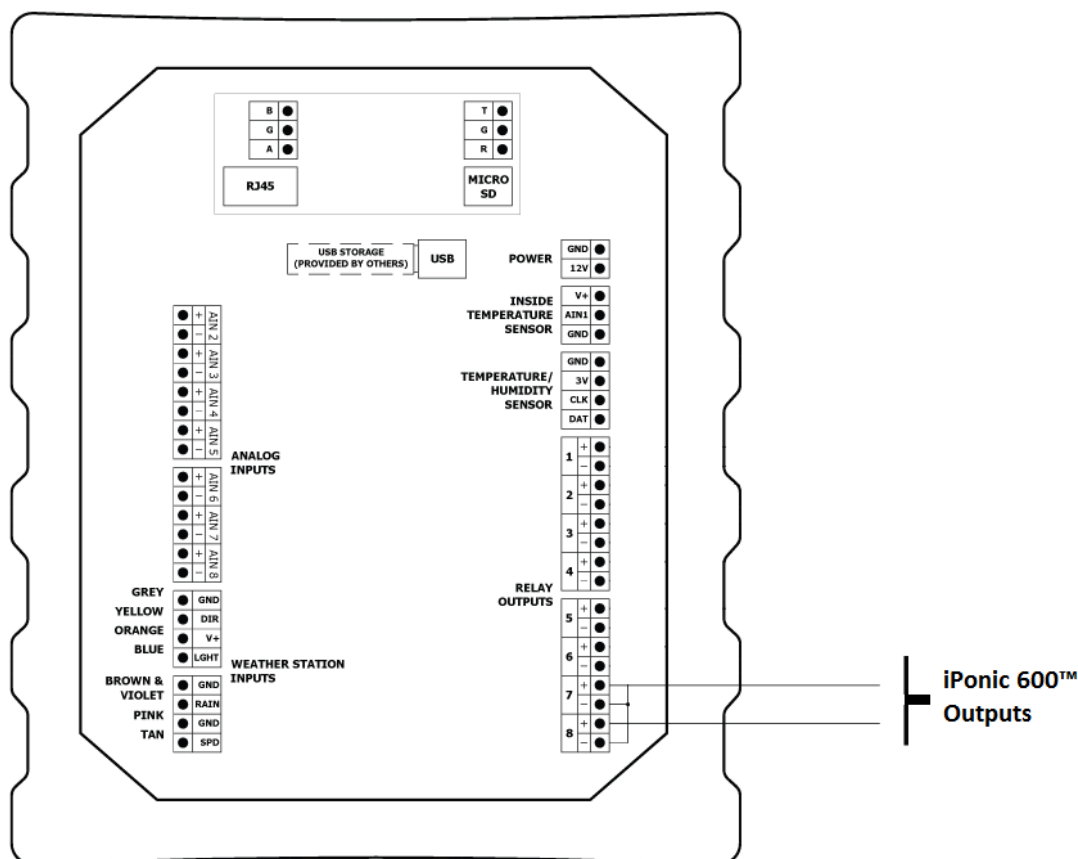 B
G
A
T
G
R
RJ45
MICRO
SD
USB STORAGE
(PROVIDED BY OTHERS)
USB
POWER
GND
12V
INSIDE
TEMPERATURE
SENSOR
V+
AIN1
GND
TEMPERATURE/
HUMIDITY
SENSOR
GND
3V
CLK
DAT
+
−
AIN 2
+
−
AIN 3
+
−
AIN 4
+
−
AIN 5
ANALOG
INPUTS
+
−
AIN 6
+
−
AIN 7
+
−
AIN 8
GREY
YELLOW
ORANGE
BLUE
GND
DIR
V+
LGHT
WEATHER STATION
INPUTS
BROWN &
VIOLET
PINK
TAN
GND
RAIN
GND
SPD
1
+
−
2
+
−
3
+
−
4
+
−
RELAY
OUTPUTS
5
+
−
6
+
−
7
+
−
8
+
−
iPonic 600™
Outputs